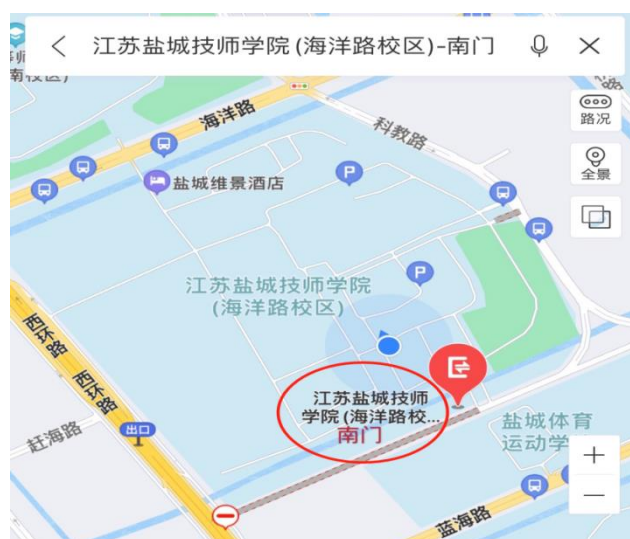 江苏盐城技师学院(海洋路校区)-南门
南校区)
海洋路
科教路
路况
全景
盐城维景酒店
P
江苏盐城技师学院
(海洋路校区)
P
西环路
西环路
江苏盐城技师
学院(海洋路校...
南门
盐城体育
运动学
赶海路
出口
蓝海路